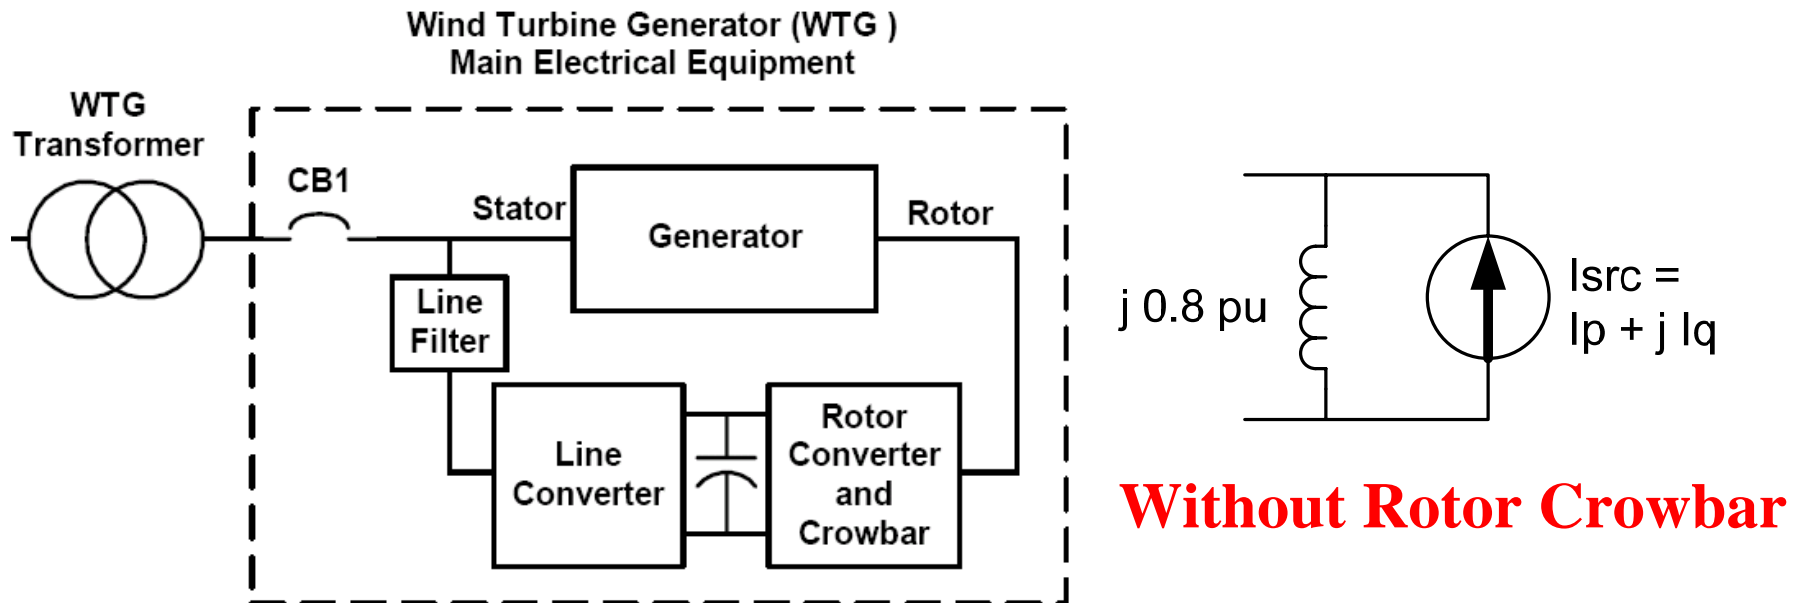 Wind Turbine Generator (WTG )
Main Electrical Equipment
WTG
Transformer
CB1
Stator
Generator
Rotor
Line
Filter
Line
Converter
Rotor
Converter
and
Crowbar
j 0.8 pu
Isrc =
Ip + j Iq
Without Rotor Crowbar